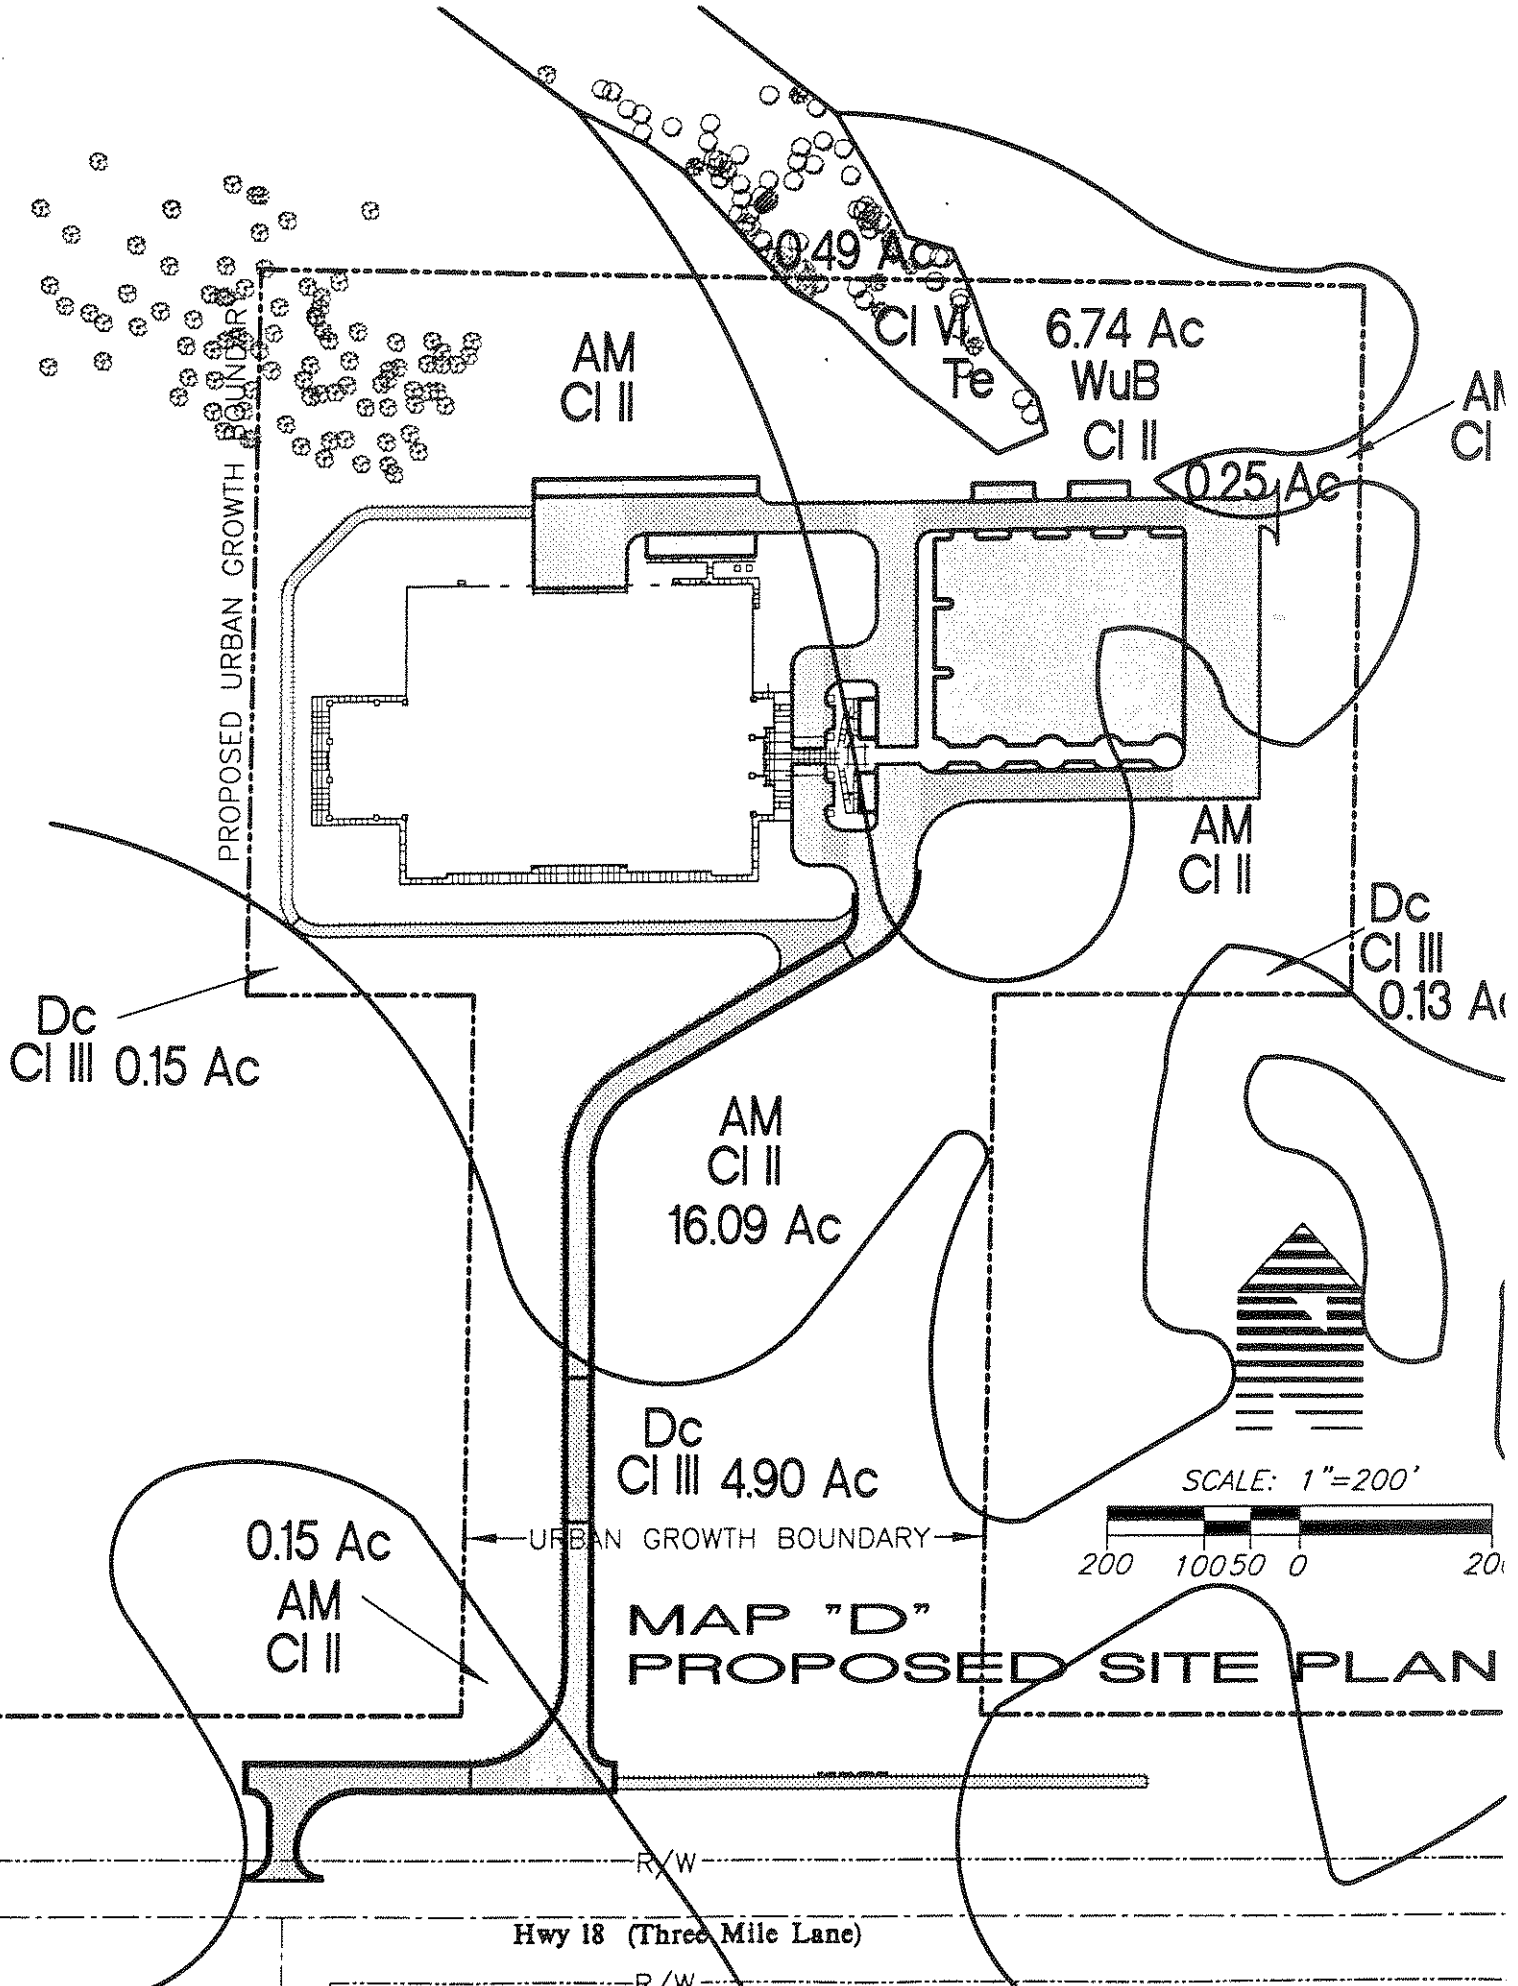 0.49 Ac
Cl VI
Te
6.74 Ac
WuB
Cl II
AM
Cl II
0.25 Ac
PROPOSED URBAN GROWTH BOUNDARY
AM
Cl II
Dc
Cl III
0.13
Dc
Cl III 0.15 Ac
AM
Cl II
16.09 Ac
Dc
Cl III 4.90 Ac
SCALE: 1"=200'
200 100 50 0
URBAN GROWTH BOUNDARY
0.15 Ac
AM
Cl II
MAP "D"
PROPOSED SITE PLAN
R/W
Hwy 18 (Three Mile Lane)
R/W